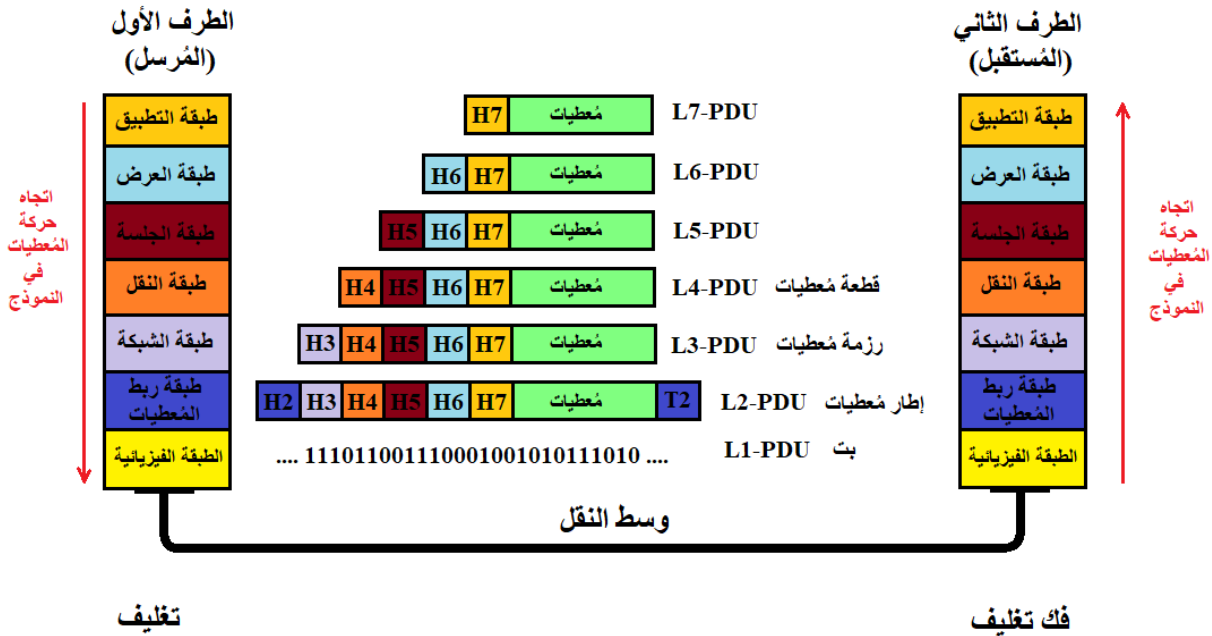 الطرف الأول
(المُرسل)
الطرف الثاني
(المُستقبل)
طبقة التطبيق
H7 مُعطيات
L7-PDU
طبقة التطبيق
طبقة العرض
H6 H7 مُعطيات
L6-PDU
طبقة العرض
طبقة الجلسة
H5 H6 H7 مُعطيات
L5-PDU
طبقة الجلسة
طبقة النقل
H4 H5 H6 H7 مُعطيات
L4-PDU قطعة مُعطيات
طبقة النقل
طبقة الشبكة
H3 H4 H5 H6 H7 مُعطيات
L3-PDU رزمة مُعطيات
طبقة الشبكة
طبقة ربط
المُعطيات
H2 H3 H4 H5 H6 H7 مُعطيات T2
L2-PDU إطار مُعطيات
طبقة ربط
المُعطيات
الطبقة الفيزيائية
.... 111011001110001001010111010 ....
L1-PDU بت
الطبقة الفيزيائية
اتجاه
حركة
المُعطيات
في
النموذج
اتجاه
حركة
المُعطيات
في
النموذج
وسط النقل
تغليف
فك تغليف